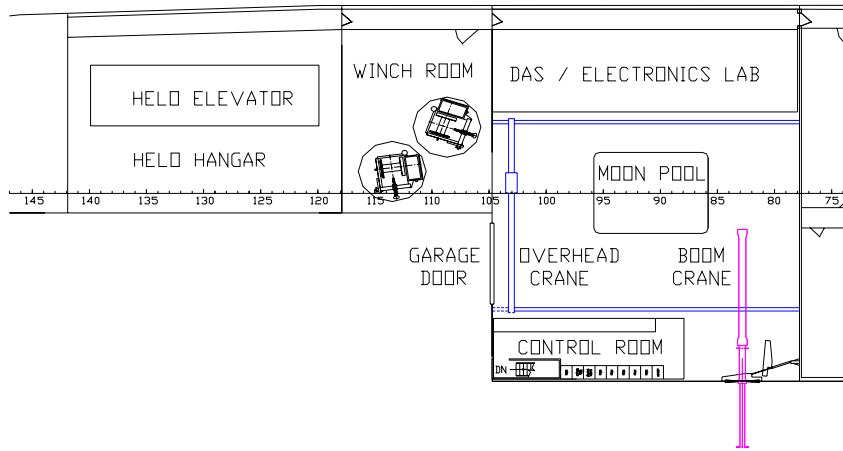 WINCH ROOM
DAS / ELECTRONICS LAB
HELO ELEVATOR
HELO HANGAR
MOON POOL
145 140 135 130 125 120 115 110 105 100 95 90 85 80 75
GARAGE DOOR
OVERHEAD CRANE
BOOM CRANE
CONTROL ROOM
DN